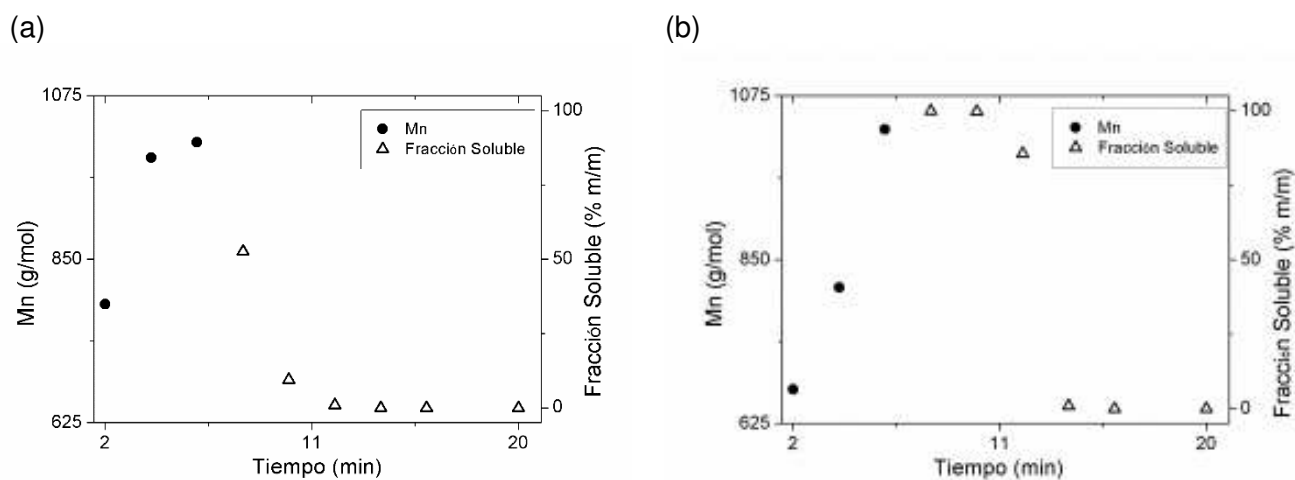 (a)
1075
850
625
Mn (g/mol)
100
50
0
Fracción Soluble (% m/m)
Mn
Fracción Soluble
2
11
20
Tiempo (min)
(b)
1075
850
625
Mn (g/mol)
100
50
0
Fracción Soluble (% m/m)
Mn
Fracción Soluble
2
11
20
Tiempo (min)